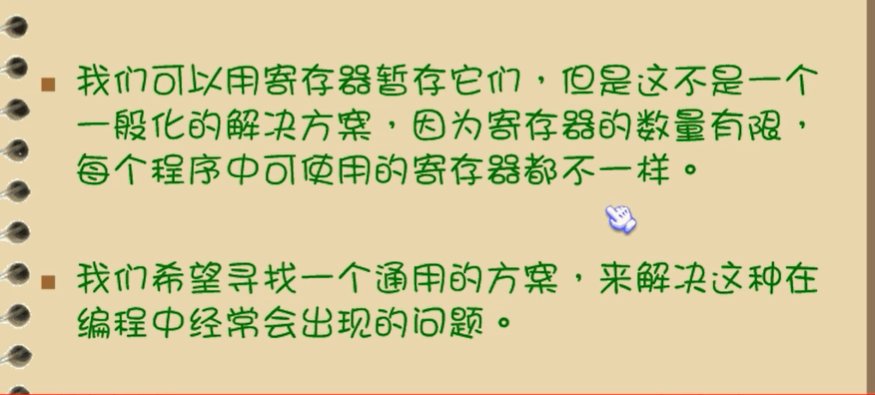 我们可以用寄存器暂存它们，但是这不是一个
一般化的解决方案，因为寄存器的数量有限，
每个程序中可使用的寄存器都不一样。
我们希望寻找一个通用的方案，来解决这种在
编程中经常会出现的问题。